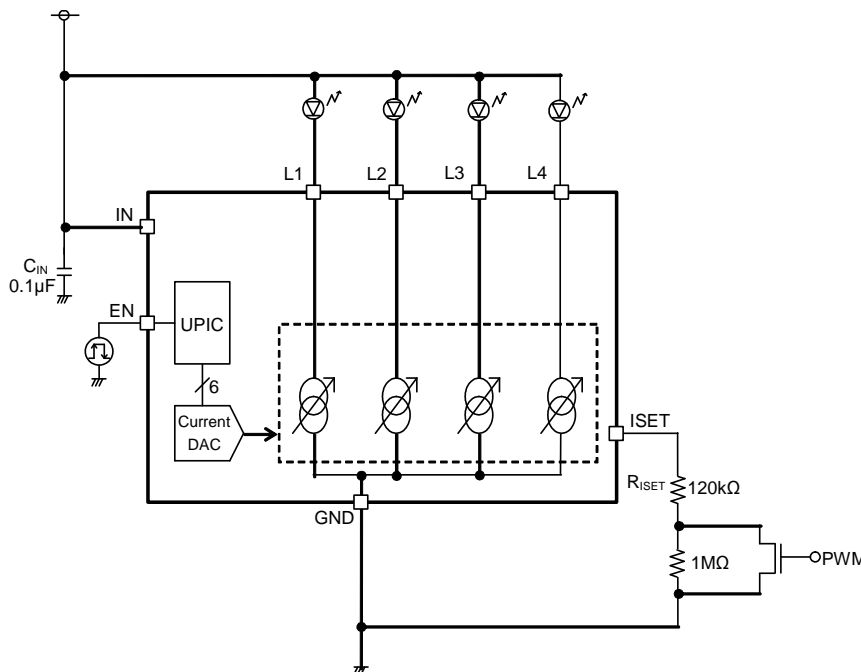 L1
L2
L3
L4
IN
CIN
0.1µF
EN
UPIC
6
Current
DAC
ISET
RISET
120kΩ
GND
1MΩ
PWM